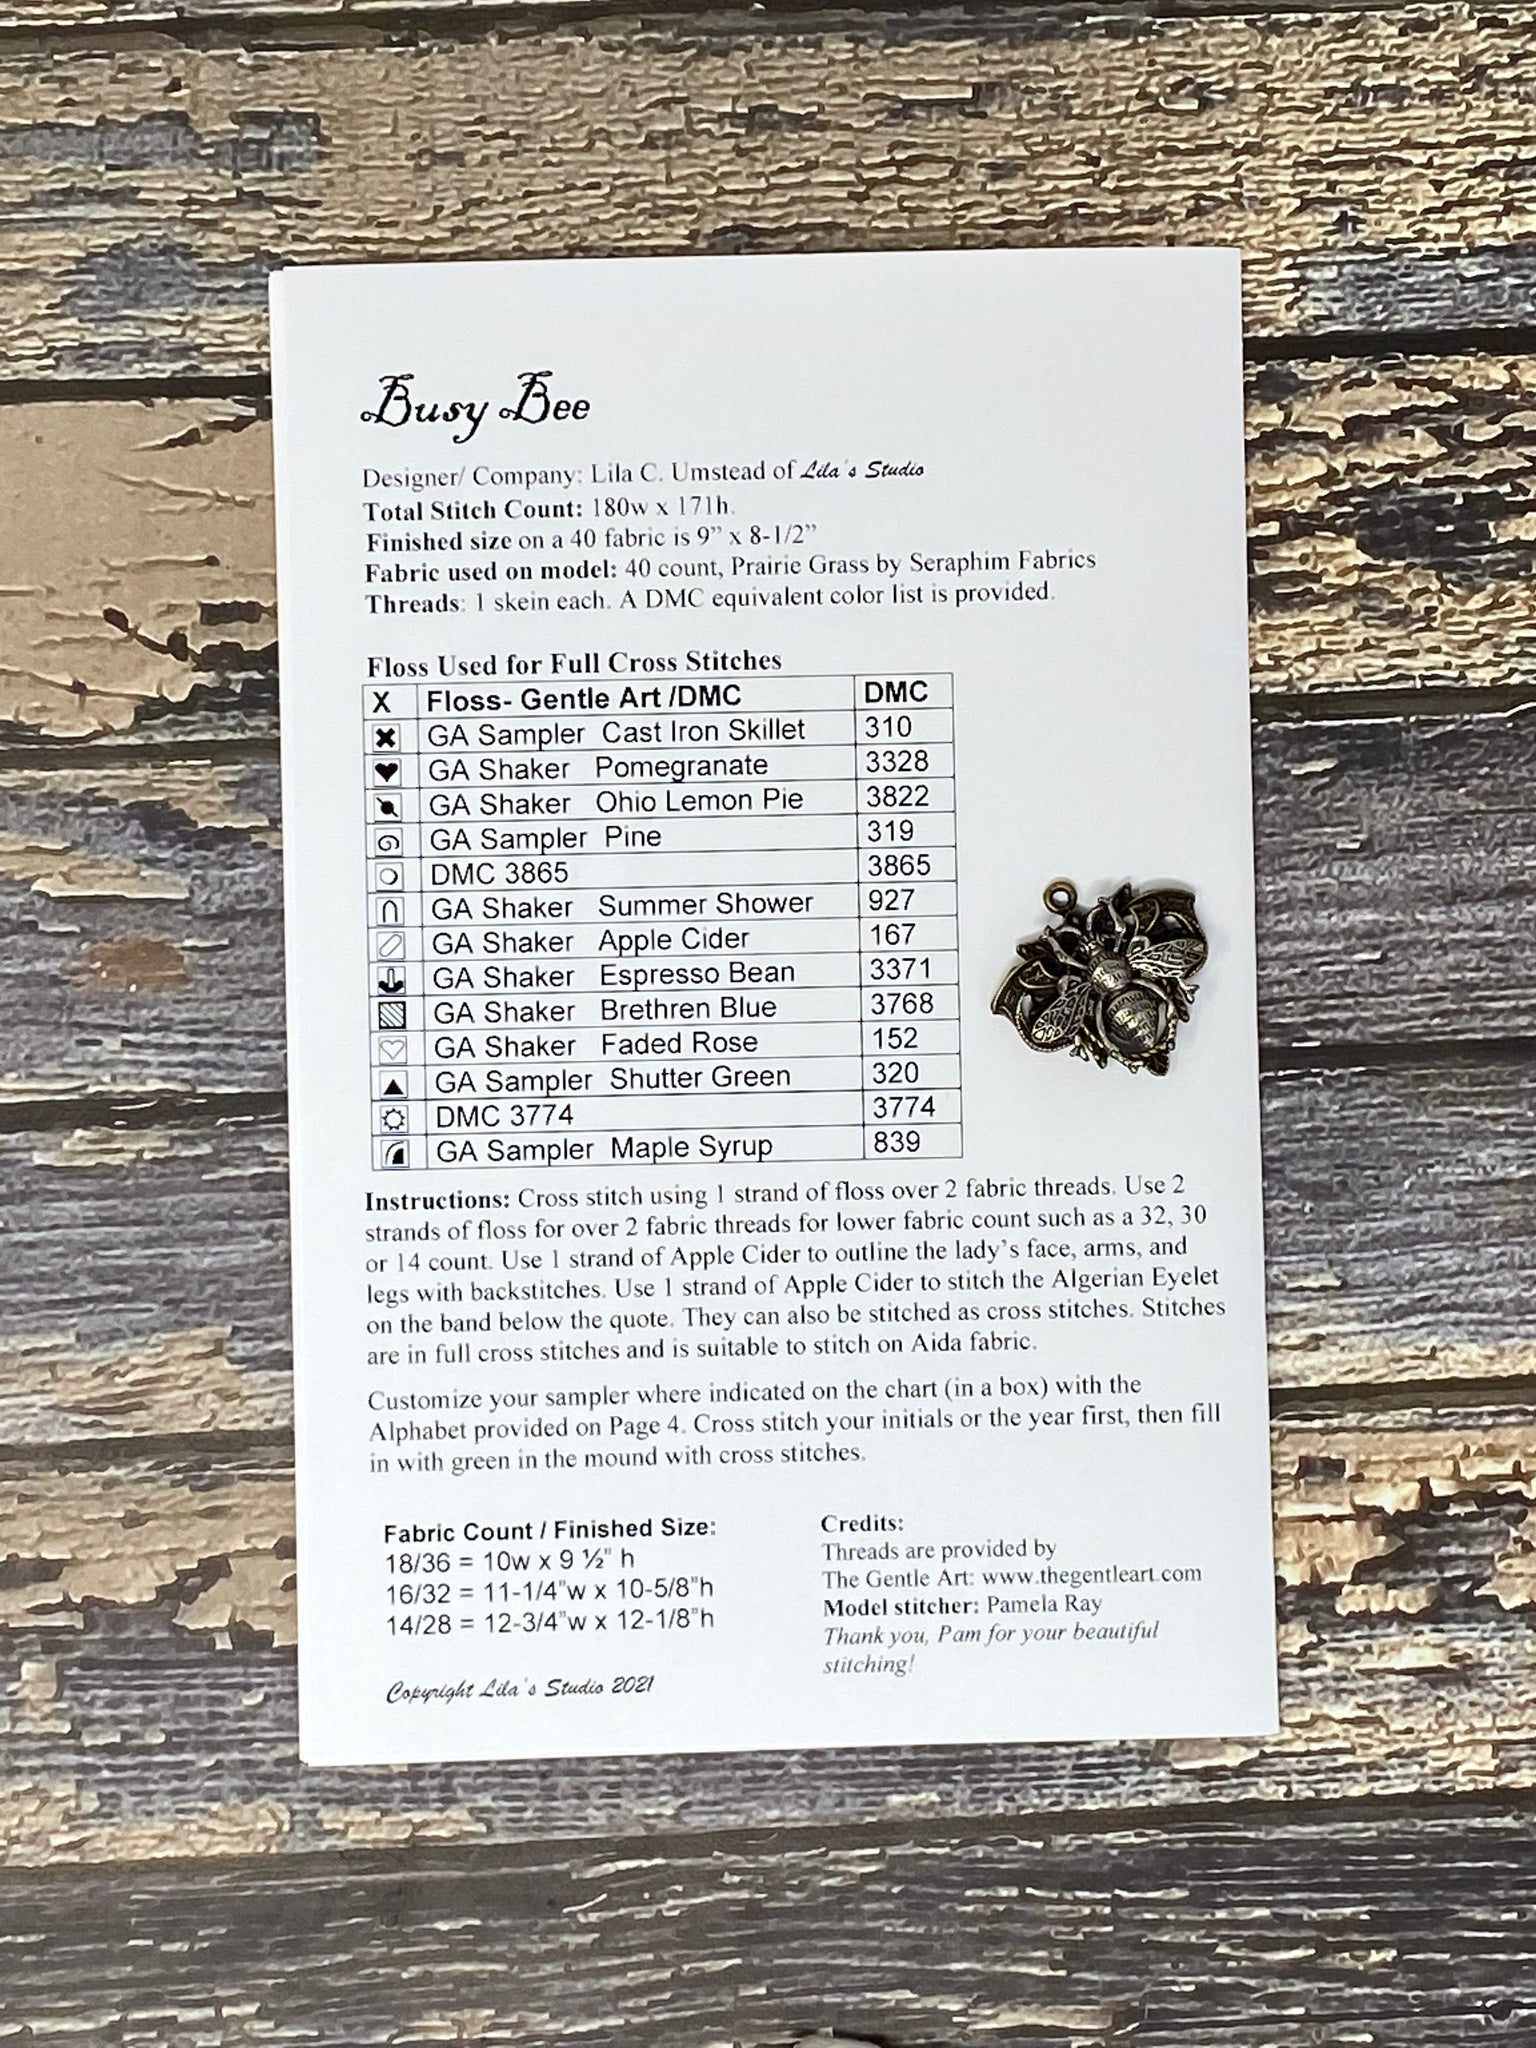 Busy Bee
Designer/ Company: Lila C. Umstead of Lila's Studio
Total Stitch Count: 180w x 171h.
Finished size on a 40 fabric is 9” x 8-1/2”
Fabric used on model: 40 count, Prairie Grass by Seraphim Fabrics
Threads: 1 skein each. A DMC equivalent color list is provided.
Floss Used for Full Cross Stitches
X Floss- Gentle Art /DMC DMC
GA Sampler Cast Iron Skillet 310
GA Shaker Pomegranate 3328
GA Shaker Ohio Lemon Pie 3822
GA Sampler Pine 319
DMC 3865 3865
GA Shaker Summer Shower 927
GA Shaker Apple Cider 167
GA Shaker Espresso Bean 3371
GA Shaker Brethren Blue 3768
GA Shaker Faded Rose 152
GA Sampler Shutter Green 320
DMC 3774 3774
GA Sampler Maple Syrup 839
Instructions: Cross stitch using 1 strand of floss over 2 fabric threads. Use 2
strands of floss for over 2 fabric threads for lower fabric count such as a 32, 30
or 14 count. Use 1 strand of Apple Cider to outline the lady’s face, arms, and
legs with backstitches. Use 1 strand of Apple Cider to stitch the Algerian Eyelet
on the band below the quote. They can also be stitched as cross stitches. Stitches
are in full cross stitches and is suitable to stitch on Aida fabric.
Customize your sampler where indicated on the chart (in a box) with the
Alphabet provided on Page 4. Cross stitch your initials or the year first, then fill
in with green in the mound with cross stitches.
Fabric Count / Finished Size:
18/36 = 10w x 9 ½" h
16/32 = 11-1/4"w x 10-5/8"h
14/28 = 12-3/4"w x 12-1/8"h
Copyright Lila's Studio 2021
Credits:
Threads are provided by
The Gentle Art: www.thegentleart.com
Model stitcher: Pamela Ray
Thank you, Pam for your beautiful
stitching!